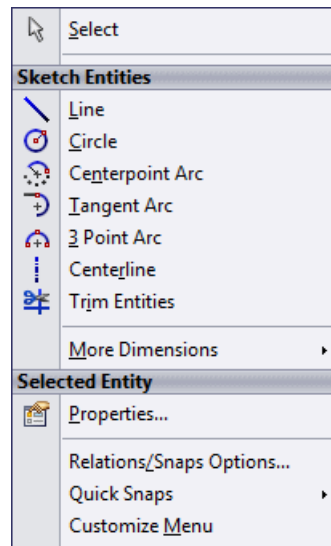 Select
Sketch Entities
Line
Circle
Centerpoint Arc
Tangent Arc
3 Point Arc
Centerline
Trim Entities
More Dimensions
Selected Entity
Properties...
Relations/Snaps Options...
Quick Snaps
Customize Menu